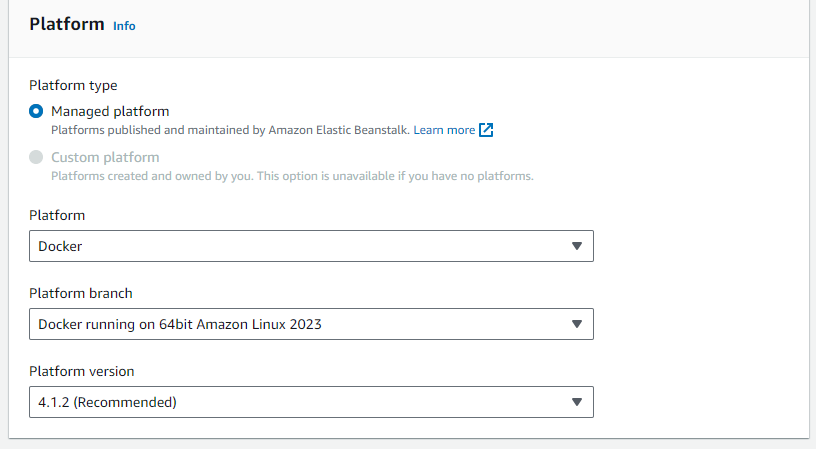 Platform Info
Platform type
Managed platform
Platforms published and maintained by Amazon Elastic Beanstalk. Learn more
Custom platform
Platforms created and owned by you. This option is unavailable if you have no platforms.
Platform
Docker
Platform branch
Docker running on 64bit Amazon Linux 2023
Platform version
4.1.2 (Recommended)